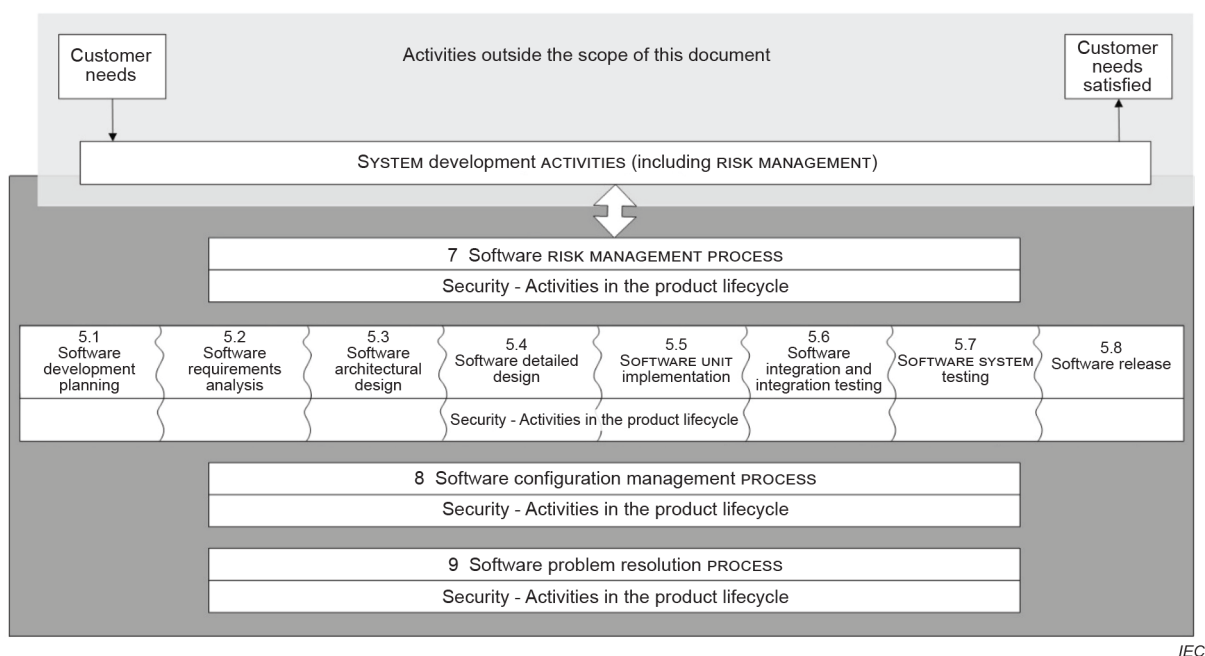 Customer
needs
Activities outside the scope of this document
Customer
needs
satisfied
SYSTEM development ACTIVITIES (including RISK MANAGEMENT)
7 Software RISK MANAGEMENT PROCESS
Security - Activities in the product lifecycle
5.1
Software
development
planning
5.2
Software
requirements
analysis
5.3
Software
architectural
design
5.4
Software detailed
design
5.5
SOFTWARE UNIT
implementation
5.6
Software
integration and
integration testing
5.7
SOFTWARE SYSTEM
testing
5.8
Software release
Security - Activities in the product lifecycle
8 Software configuration management PROCESS
Security - Activities in the product lifecycle
9 Software problem resolution PROCESS
Security - Activities in the product lifecycle
IEC